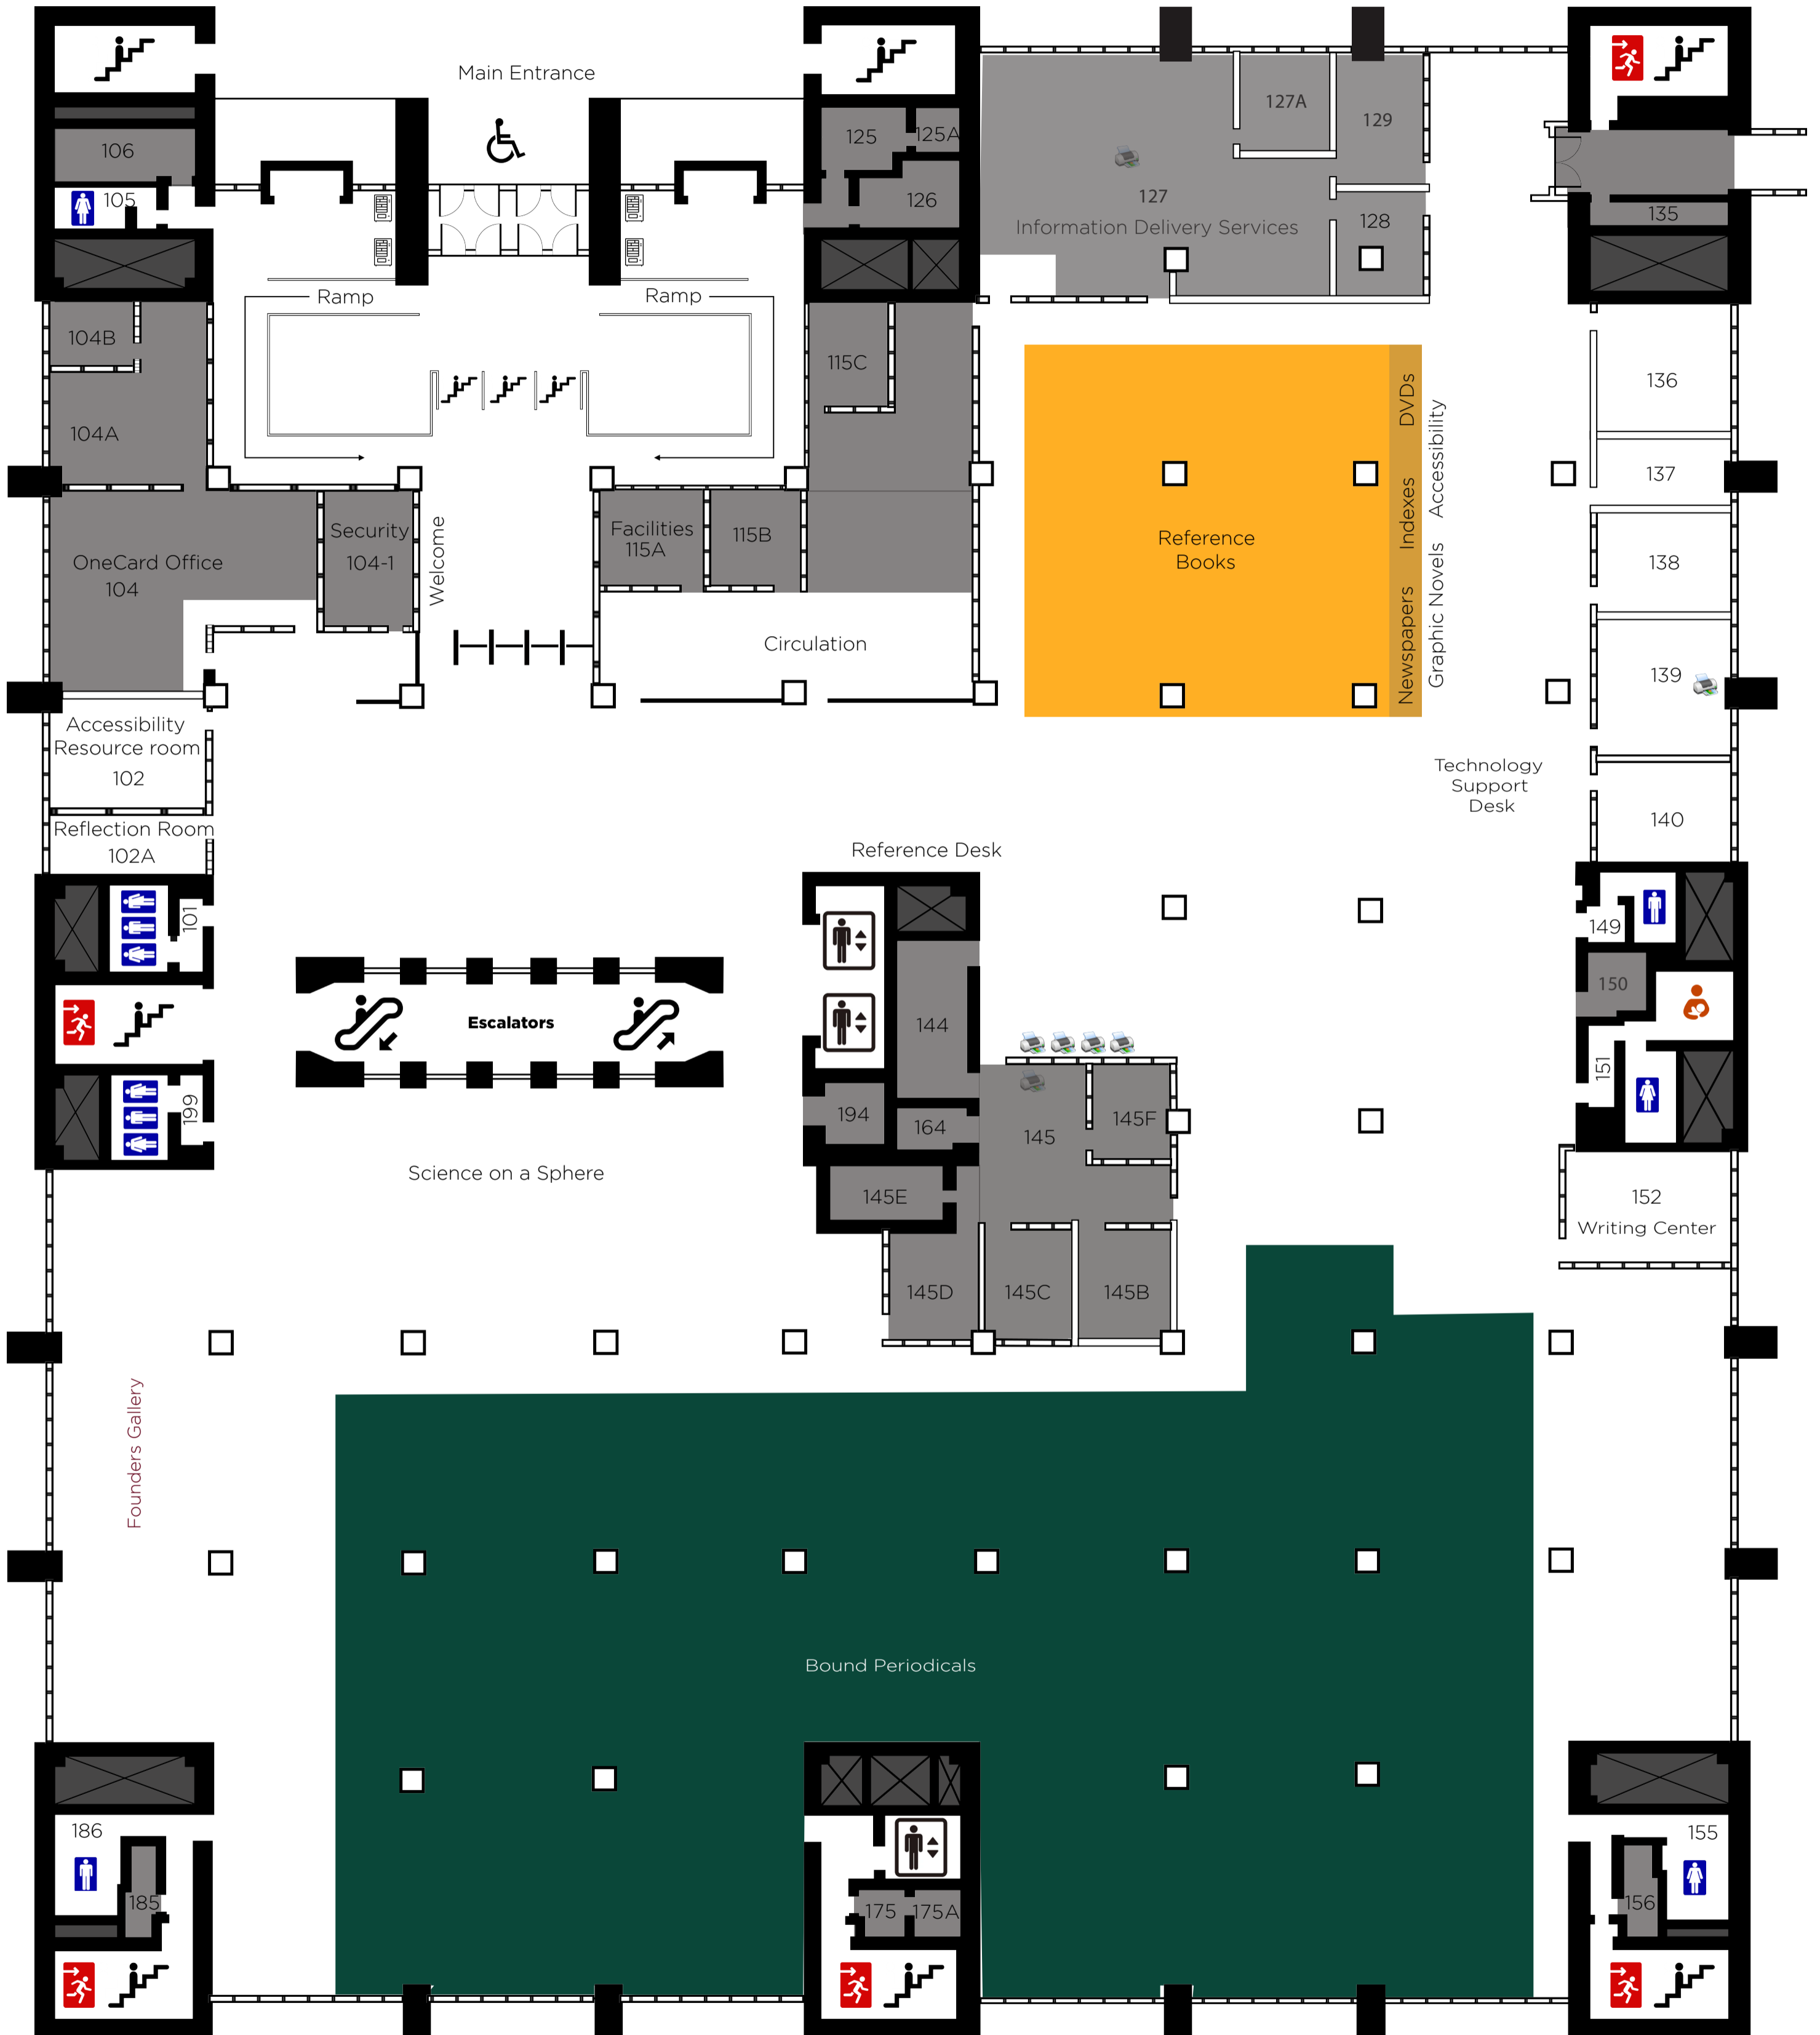 Main Entrance
106
105
125
125A
126
127A
129
127
Information Delivery Services
128
135
Ramp
Ramp
104B
104A
115C
136
137
138
139
140
DVDs
Indexes
Newspapers
Accessibility
Graphic Novels
Reference
Books
OneCard Office
104
Security
104-1
Welcome
Facilities
115A
115B
Circulation
Accessibility
Resource room
102
Reflection Room
102A
Technology
Support
Desk
Reference Desk
101
199
Escalators
144
194
164
145
145F
145E
145D
145C
145B
149
150
151
152
Writing Center
Science on a Sphere
Founders Gallery
Bound Periodicals
186
185
175
175A
155
156